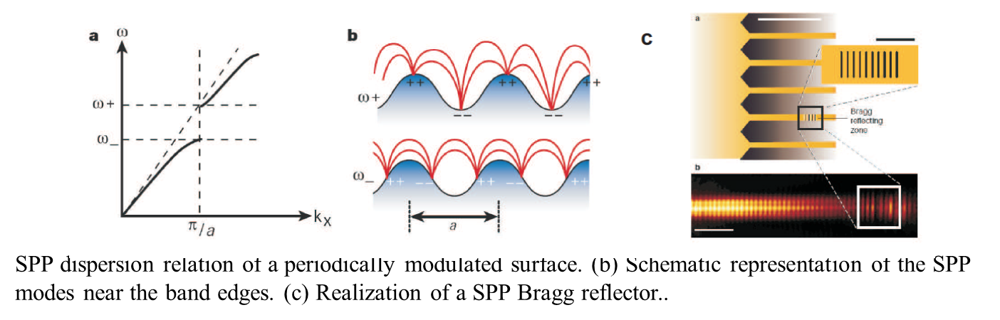 a
ω
ω+
ω_
π/a
kx
b
ω+
++
++
++
--
--
ω_
++
--
++
--
++
a
c
a
Bragg
reflecting
zone
b
SPP dispersion relation of a periodically modulated surface. (b) Schematic representation of the SPP
modes near the band edges. (c) Realization of a SPP Bragg reflector..